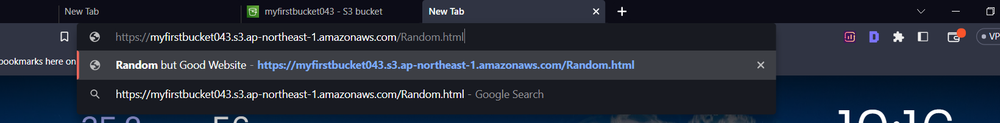 New Tab
myfirstbucket043 - S3 bucket
New Tab
https://myfirstbucket043.s3.ap-northeast-1.amazonaws.com/Random.html
VP
bookmarks here on
Random but Good Website - https://myfirstbucket043.s3.ap-northeast-1.amazonaws.com/Random.html
https://myfirstbucket043.s3.ap-northeast-1.amazonaws.com/Random.html - Google Search